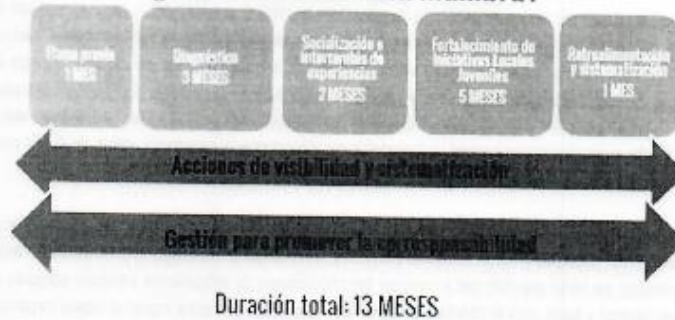 Etapa previa
1 MES
Diagnóstico
3 MESES
Socialización e
intercambio de
experiencias
2 MESES
Fortalecimiento de
Iniciativas Locales
Juveniles
5 MESES
Retroalimentación
y sistematización
1 MES
Acciones de visibilidad y sistematización
Gestión para promover la corresponsabilidad
Duración total: 13 MESES